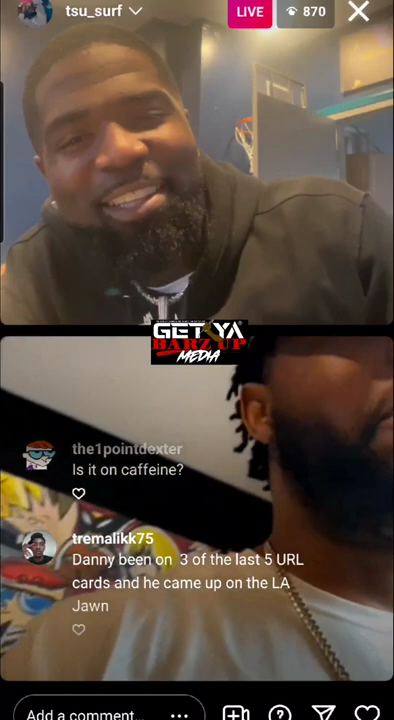 tsu_surf
LIVE
870
GET YA
BARZ UP
MEDIA
the1pointdexter
Is it on caffeine?
tremalikk75
Danny been on 3 of the last 5 URL
cards and he came up on the LA
Jawn
Add a comment...